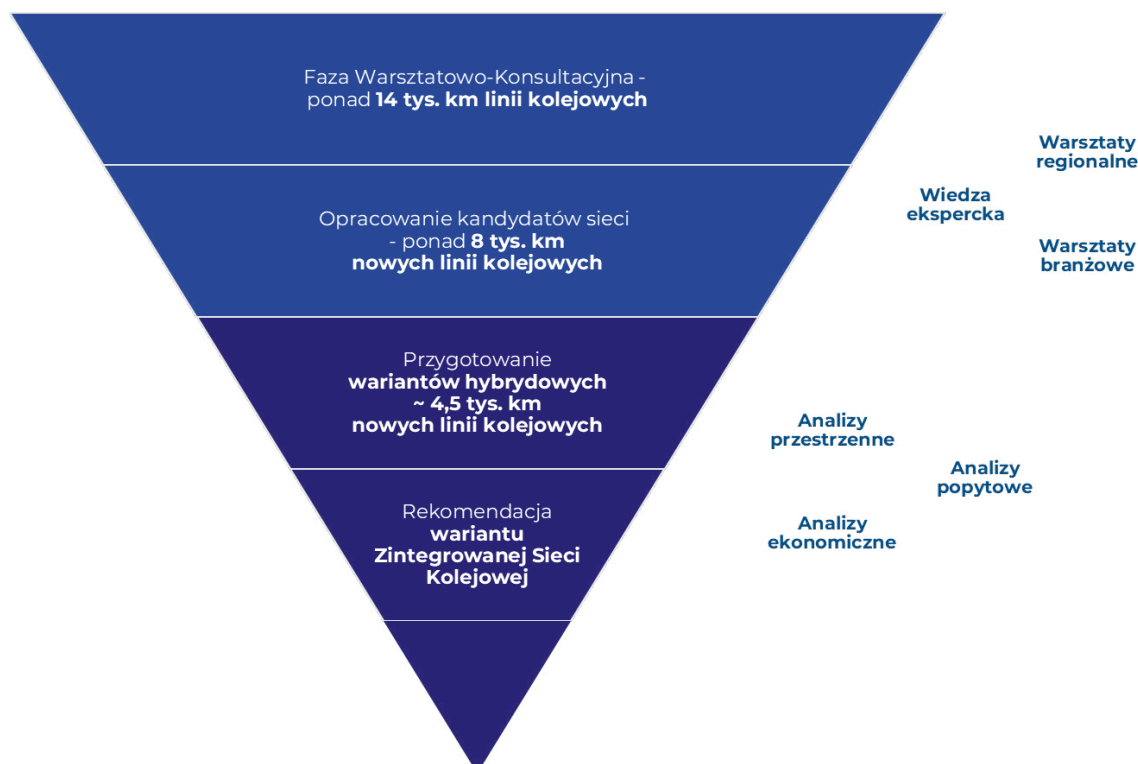 Faza Warsztatowo-Konsultacyjna -
ponad 14 tys. km linii kolejowych
Opracowanie kandydatów sieci
- ponad 8 tys. km
nowych linii kolejowych
Przygotowanie
wariantów hybrydowych
~ 4,5 tys. km
nowych linii kolejowych
Rekomendacja
wariantu
Zintegrowanej Sieci
Kolejowej
Warsztaty
regionalne
Wiedza
ekspercka
Warsztaty
branżowe
Analizy
przestrzenne
Analizy
popytowe
Analizy
ekonomiczne